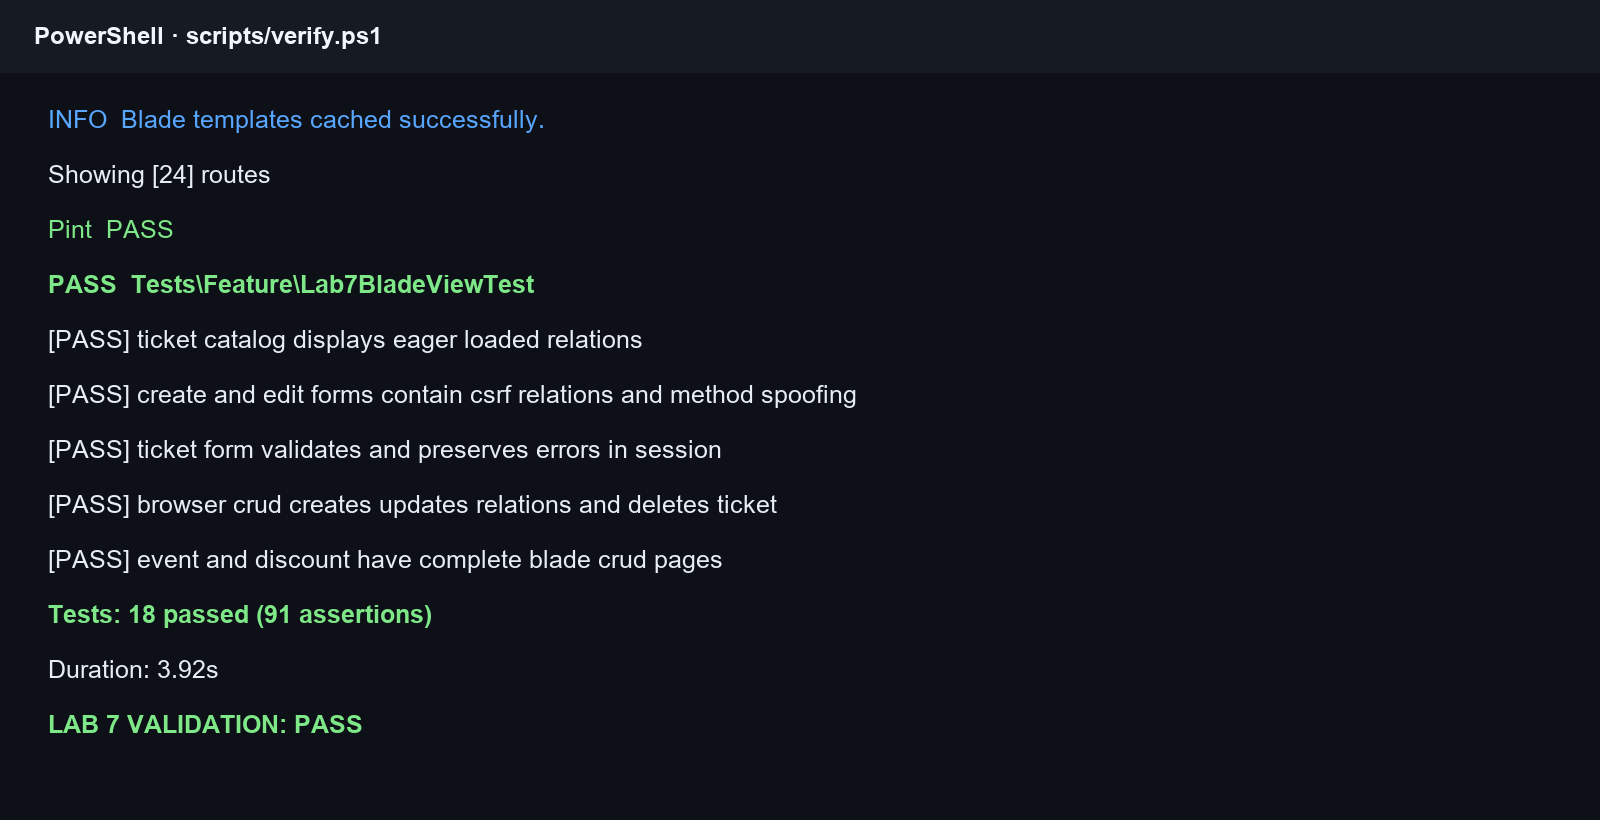 PowerShell · scripts/verify.ps1
INFO  Blade templates cached successfully.
Showing [24] routes
Pint  PASS
PASS  Tests\Feature\Lab7BladeViewTest
[PASS] ticket catalog displays eager loaded relations
[PASS] create and edit forms contain csrf relations and method spoofing
[PASS] ticket form validates and preserves errors in session
[PASS] browser crud creates updates relations and deletes ticket
[PASS] event and discount have complete blade crud pages
Tests: 18 passed (91 assertions)
Duration: 3.92s
LAB 7 VALIDATION: PASS